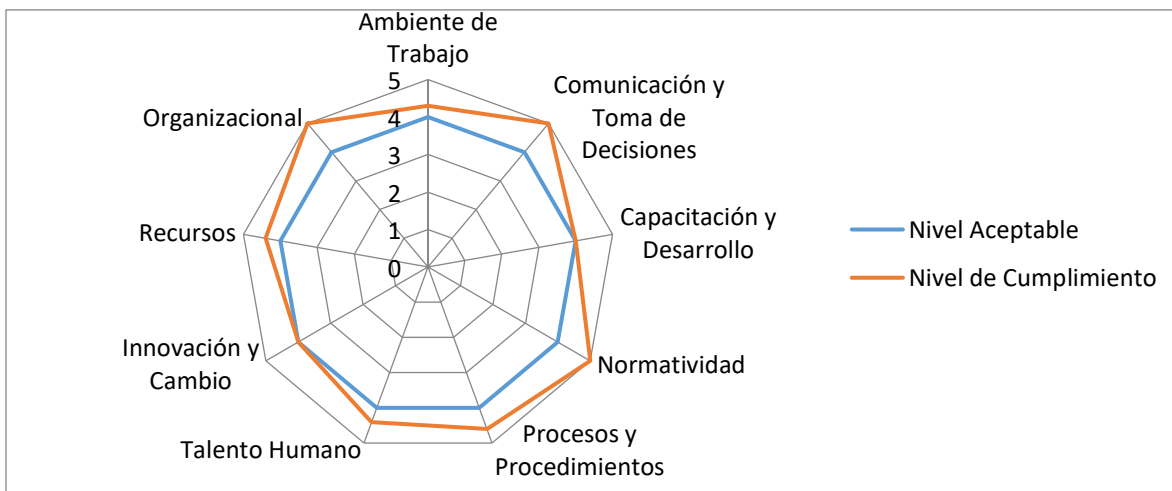 Ambiente de
Trabajo
Comunicación y
Toma de
Decisiones
Capacitación y
Desarrollo
Normatividad
Procesos y
Procedimientos
Talento Humano
Innovación y
Cambio
Recursos
Organizacional
5
4
3
2
1
0
Nivel Aceptable
Nivel de Cumplimiento